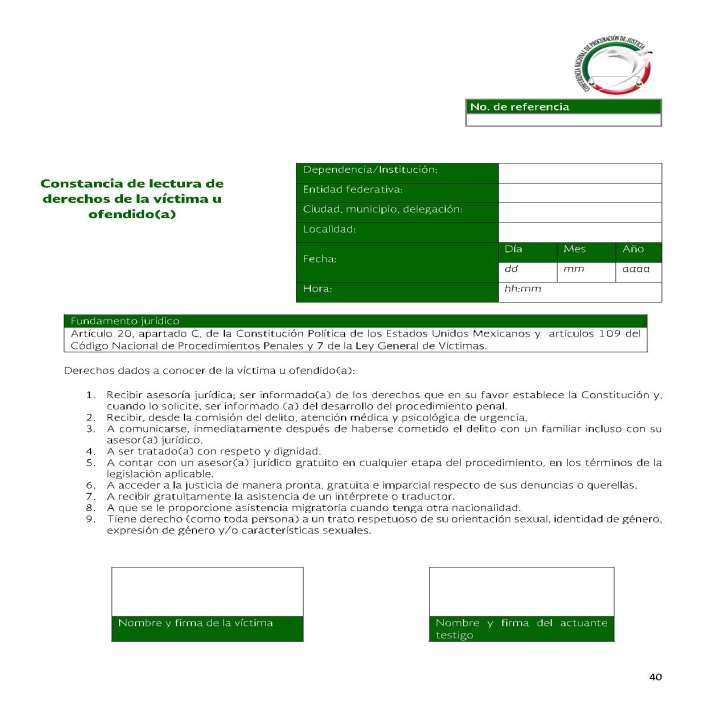 CONFERENCIA NACIONAL DE PROCURACIÓN DE JUSTICIA
No. de referencia
Constancia de lectura de
derechos de la víctima u
ofendido(a)
Dependencia/Institución:
Entidad federativa:
Ciudad, municipio, delegación:
Localidad:
Fecha:
Día Mes Año
dd mm aaaa
Hora:
hh:mm
Fundamento jurídico
Artículo 20, apartado C, de la Constitución Política de los Estados Unidos Mexicanos y artículos 109 del
Código Nacional de Procedimientos Penales y 7 de la Ley General de Víctimas.
Derechos dados a conocer de la víctima u ofendido(a):
1. Recibir asesoría jurídica; ser informado(a) de los derechos que en su favor establece la Constitución y,
cuando lo solicite, ser informado (a) del desarrollo del procedimiento penal.
2. Recibir, desde la comisión del delito, atención médica y psicológica de urgencia.
3. A comunicarse, inmediatamente después de haberse cometido el delito con un familiar incluso con su
asesor(a) jurídico.
4. A ser tratado(a) con respeto y dignidad.
5. A contar con un asesor(a) jurídico gratuito en cualquier etapa del procedimiento, en los términos de la
legislación aplicable.
6. A acceder a la justicia de manera pronta, gratuita e imparcial respecto de sus denuncias o querellas.
7. A recibir gratuitamente la asistencia de un intérprete o traductor.
8. A que se le proporcione asistencia migratoria cuando tenga otra nacionalidad.
9. Tiene derecho (como toda persona) a un trato respetuoso de su orientación sexual, identidad de género,
expresión de género y/o características sexuales.
Nombre y firma de la víctima
Nombre y firma del actuante
testigo
40